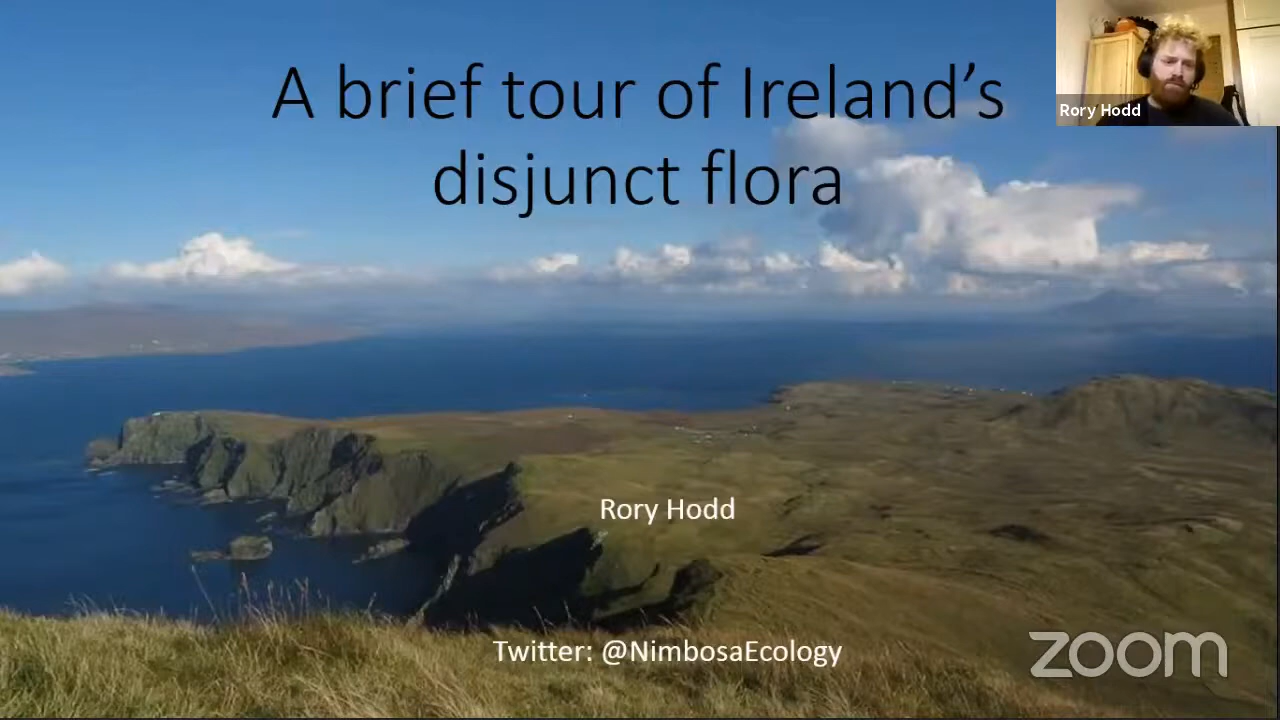 A brief tour of Ireland’s
disjunct flora
Rory Hodd
Rory Hodd
Twitter: @NimbosaEcology
zoom